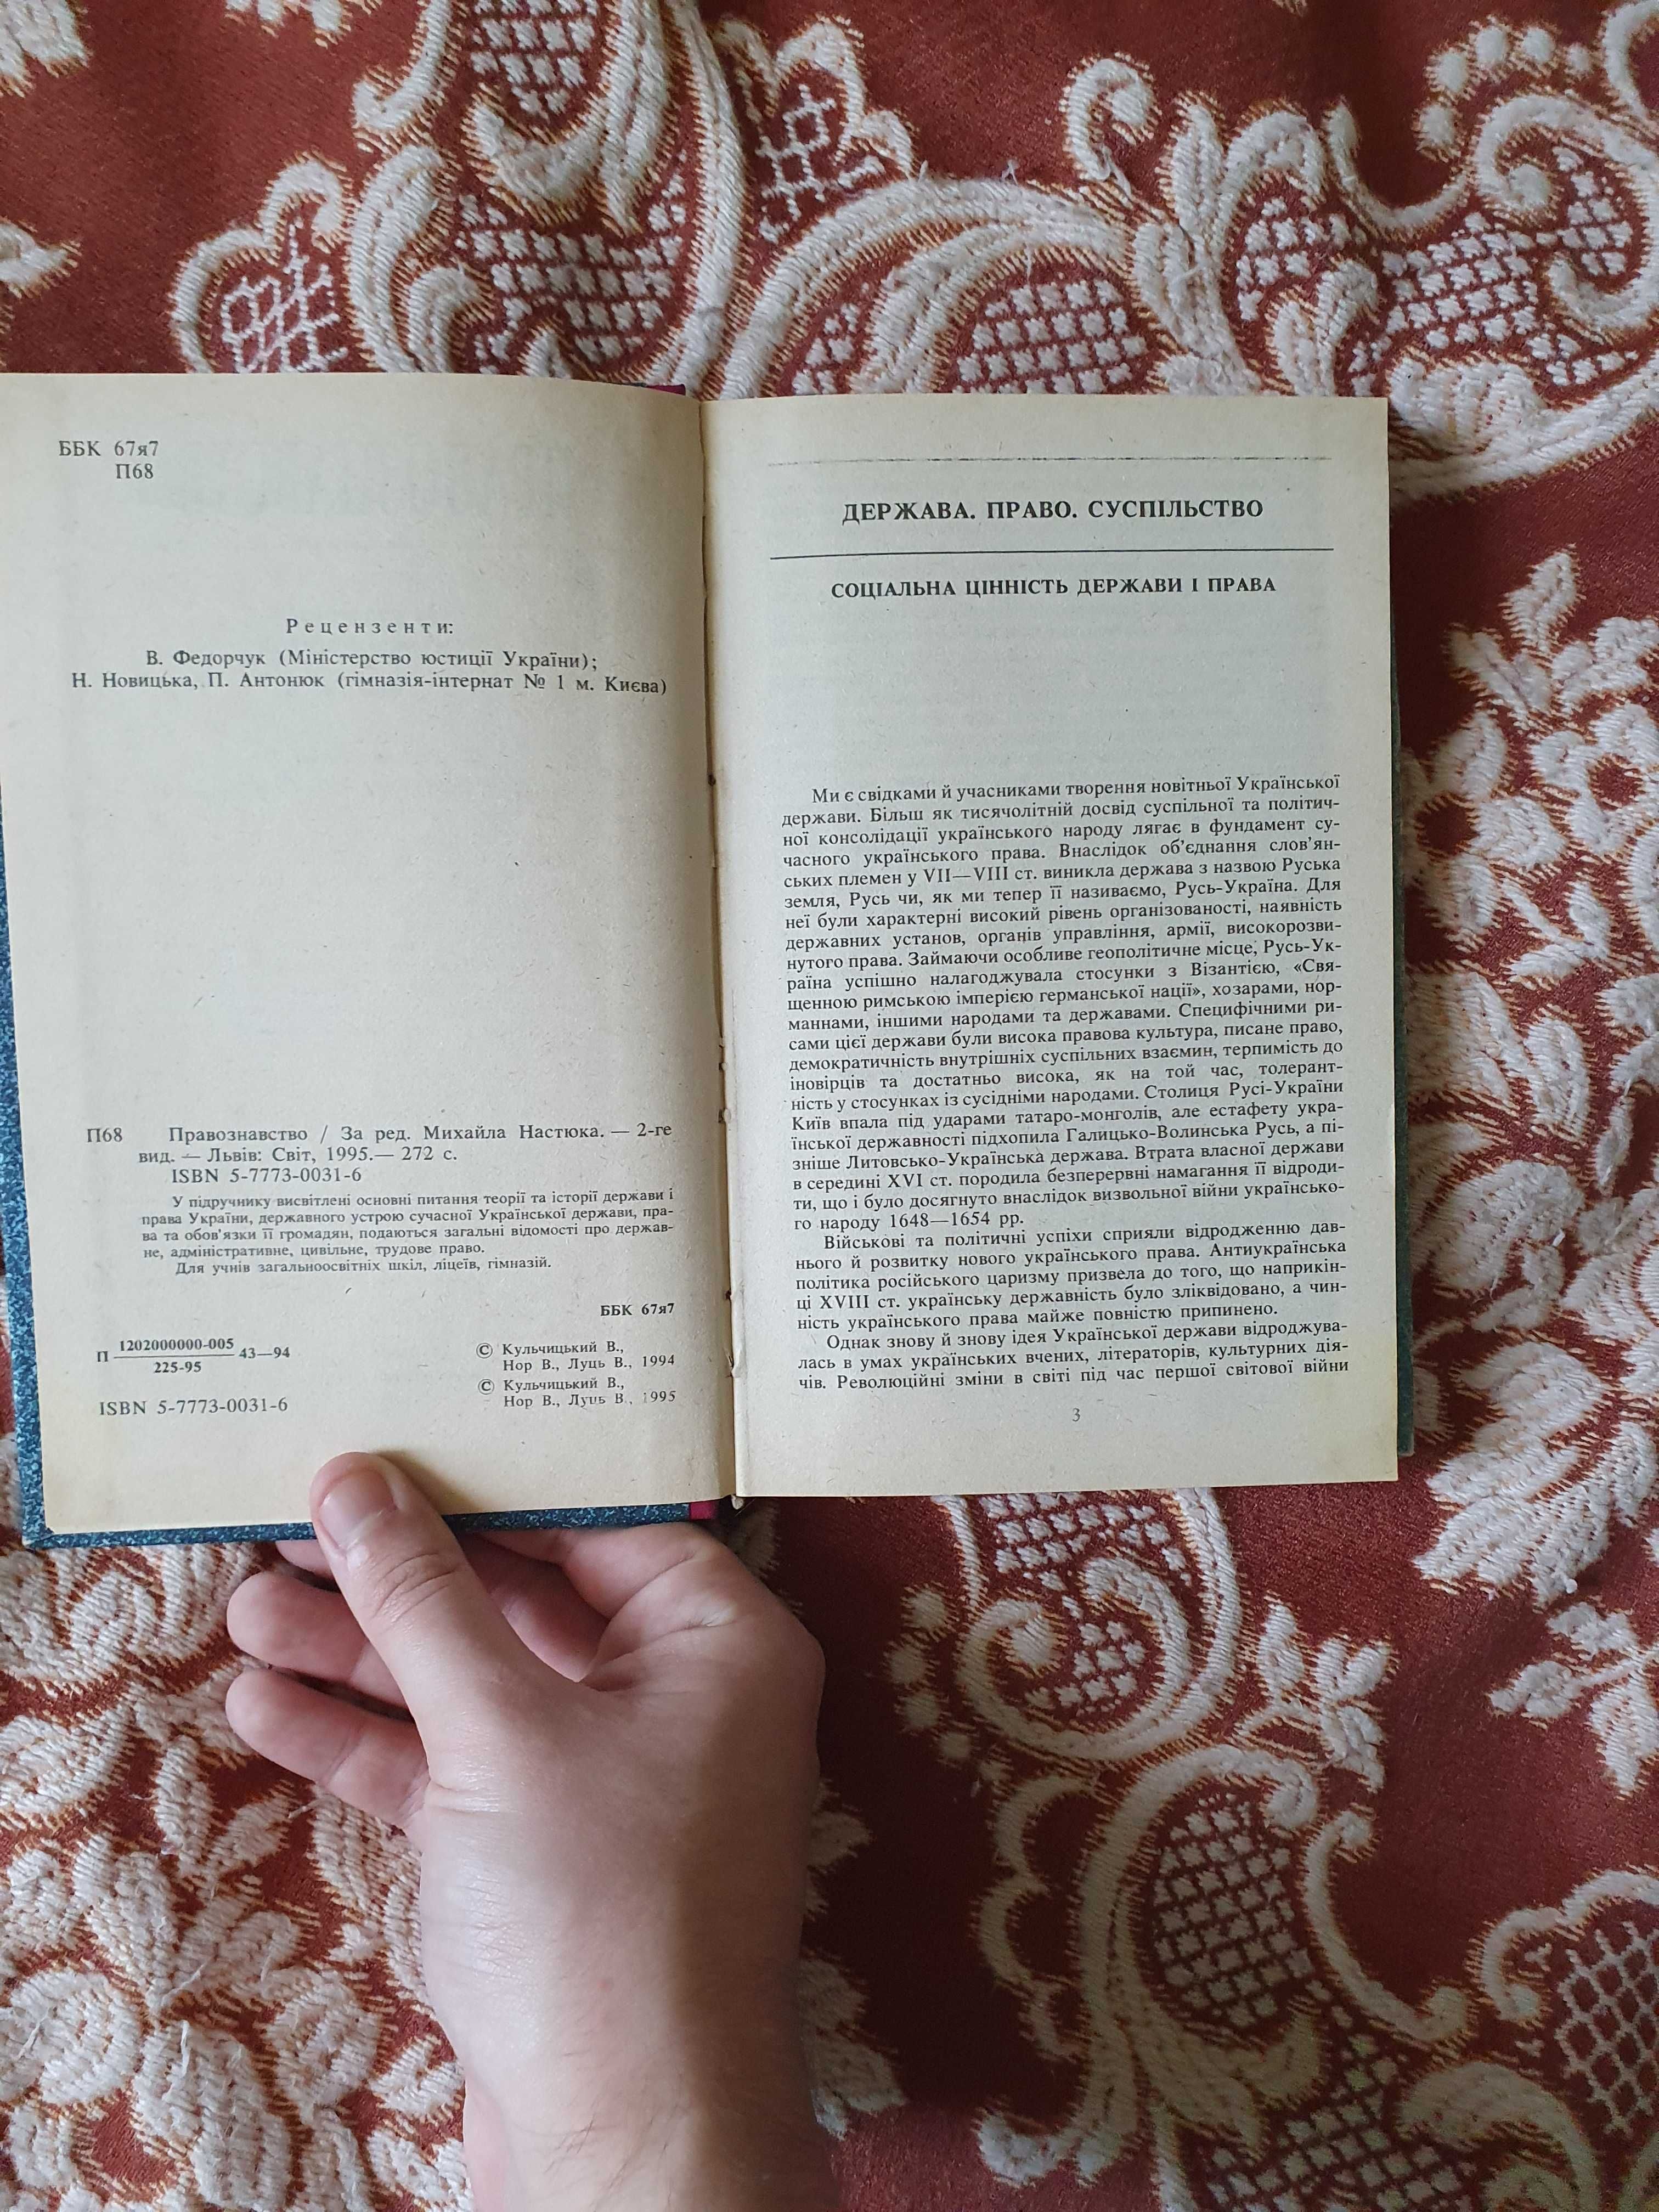 ББК 67я7
П68
Рецензенти:
В. Федорчук (Міністерство юстиції України);
Н. Новицька, П. Антонюк (гімназія-інтернат № 1 м. Києва)
П68 Правознавство / За ред. Михайла Настюка. — 2-ге
вид. — Львів: Світ, 1995.— 272 с.
ISBN 5-7773-0031-6
У підручнику висвітлені основні питання теорії та історії держави і
права України, державного устрою сучасної Української держави, пра-
ва та обов'язки її громадян, подаються загальні відомості про держав-
не, адміністративне, цивільне, трудове право.
Для учнів загальноосвітніх шкіл, ліцеїв, гімназій.
ББК 67я7
П 1202000000-005
225-95
43—94
ISBN 5-7773-0031-6
© Кульчицький В.,
Нор В., Луць В., 1994
© Кульчицький В.,
Нор В., Луць В., 1995
ДЕРЖАВА. ПРАВО. СУСПІЛЬСТВО
СОЦІАЛЬНА ЦІННІСТЬ ДЕРЖАВИ І ПРАВА
Ми є свідками й учасниками творення новітньої Української
держави. Більш як тисячолітній досвід суспільної та політич-
ної консолідації українського народу лягає в фундамент су-
часного українського права. Внаслідок об'єднання слов'ян-
ських племен у VII—VIII ст. виникла держава з назвою Руська
земля, Русь чи, як ми тепер її називаємо, Русь-Україна. Для
неї були характерні високий рівень організованості, наявність
державних установ, органів управління, армії, високорозви-
нутого права. Займаючи особливе геополітичне місце, Русь-Ук-
раїна успішно налагоджувала стосунки з Візантією, «Свя-
щенною римською імперією германської нації», хозарами, нор-
маннами, іншими народами та державами. Специфічними ри-
сами цієї держави були висока правова культура, писане право,
демократичність внутрішніх суспільних взаємин, терпимість до
іновірців та достатньо висока, як на той час, толерант-
ність у стосунках із сусідніми народами. Столиця Русі-України
Київ впала під ударами татаро-монголів, але естафету укра-
їнської державності підхопила Галицько-Волинська Русь, а пі-
зніше Литовсько-Українська держава. Втрата власної держави
в середині XVI ст. породила безперервні намагання її відроди-
ти, що і було досягнуто внаслідок визвольної війни українсько-
го народу 1648—1654 рр.
Військові та політичні успіхи сприяли відродженню дав-
нього й розвитку нового українського права. Антиукраїнська
політика російського царизму призвела до того, що наприкін-
ці XVIII ст. українську державність було зліквідовано, а чин-
ність українського права майже повністю припинено.
Однак знову й знову ідея Української держави відроджува-
лась в умах українських вчених, літераторів, культурних дія-
чів. Революційні зміни в світі під час першої світової війни
3